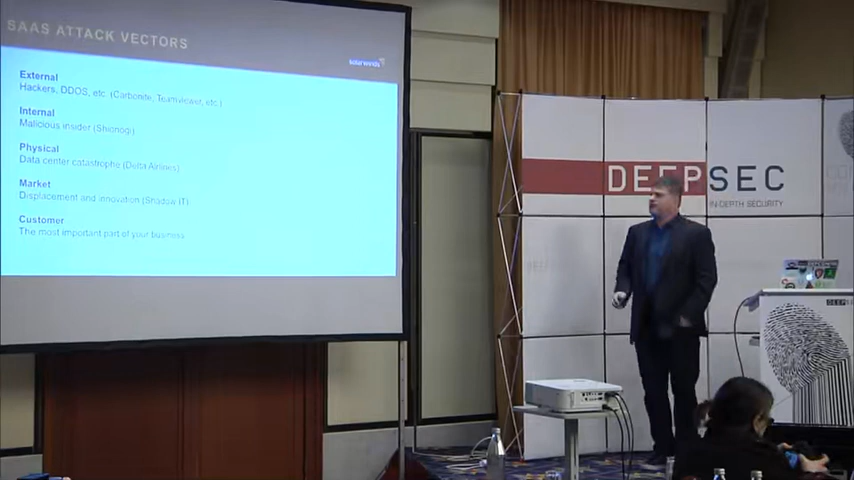 SAAS ATTACK VECTORS
solarwinds
External
Hackers, DDOS, etc. (Carbonite, Teamviewer, etc.)
Internal
Malicious insider (Shionogi)
Physical
Data center catastrophe (Delta Airlines)
Market
Displacement and innovation (Shadow IT)
Customer
The most important part of your business
DEEPSEC
IN-DEPTH SECURITY